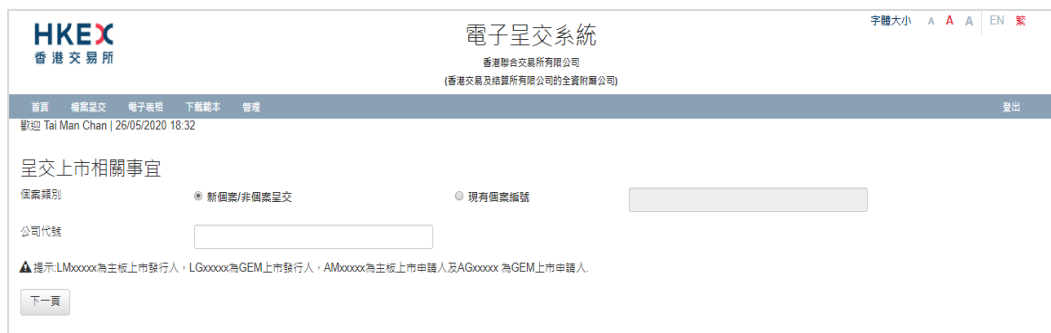 HKEX
香港交易所
電子呈交系統
香港聯合交易所有限公司
(香港交易及結算所有限公司的全資附屬公司)
字體大小 A A A EN 繁
首頁 檔案呈交 電子表格 下載範本 管理 登出
歡迎 Tai Man Chan | 26/05/2020 18:32
呈交上市相關事宜
個案類別 新個案/非個案呈交 現有個案編號
公司代號
提示:LMxxxxx為主板上市發行人，LGxxxxx為GEM上市發行人，AMxxxxx為主板上市申請人及AGxxxxx 為GEM上市申請人.
下一頁